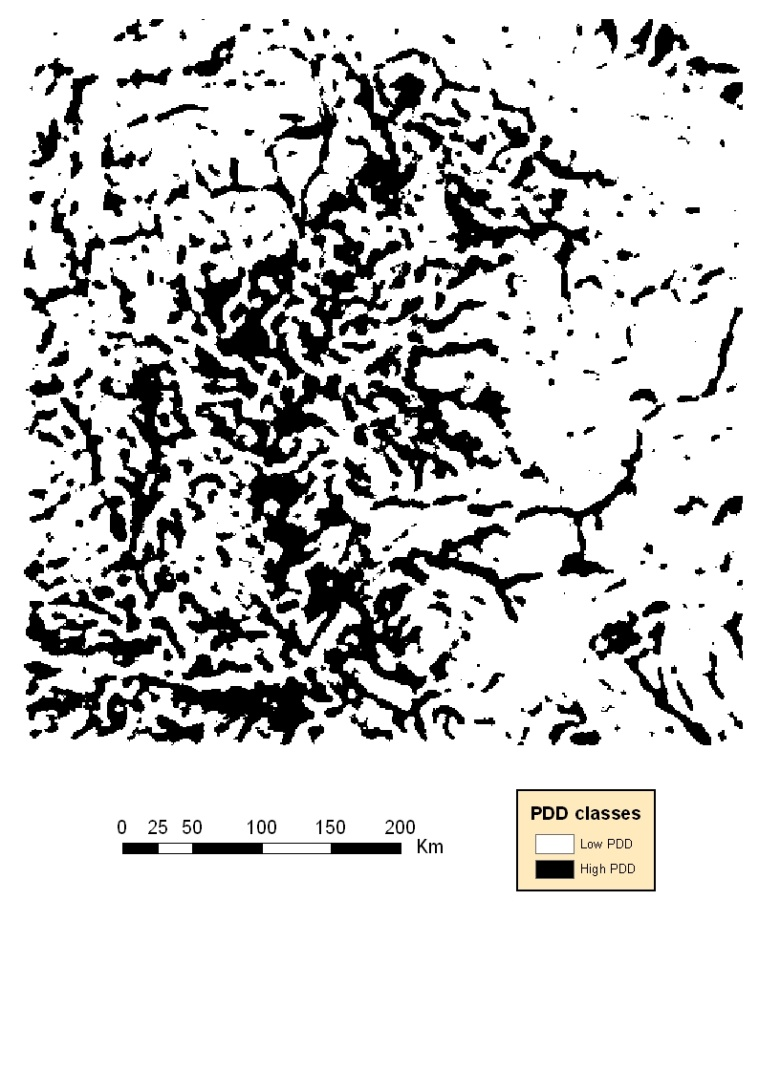 0 25 50 100 150 200
Km
PDD classes
Low PDD
High PDD